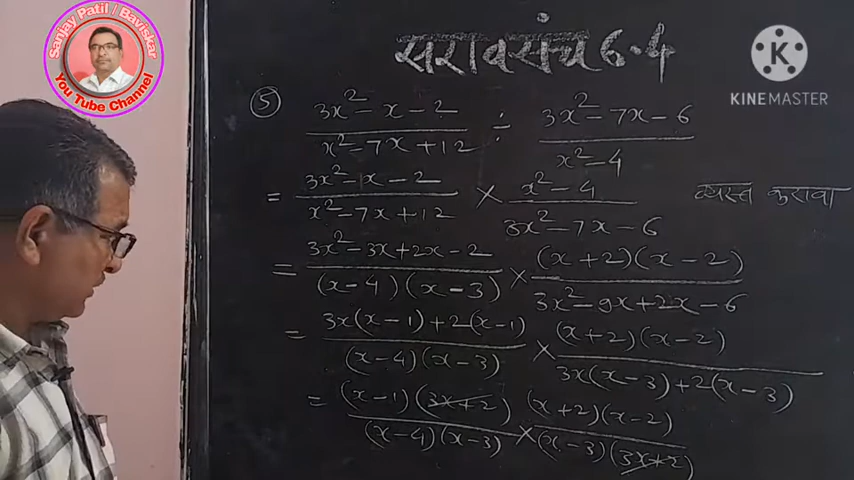 Sanjay Patil / Baviskar
You Tube Channel
K
KINEMASTER
सरावसंच 6.4
⑤ (3x² - x - 2)/(x² - 7x + 12) ÷ (3x² - 7x - 6)/(x² - 4)
= (3x² - x - 2)/(x² - 7x + 12) × (x² - 4)/(3x² - 7x - 6) व्यस्त करावा
= (3x² - 3x + 2x - 2)/((x - 4)(x - 3)) × ((x + 2)(x - 2))/(3x² - 9x + 2x - 6)
= (3x(x - 1) + 2(x - 1))/((x - 4)(x - 3)) × ((x + 2)(x - 2))/(3x(x - 3) + 2(x - 3))
= ((x - 1)(3x + 2))/((x - 4)(x - 3)) × ((x + 2)(x - 2))/((x - 3)(3x + 2))